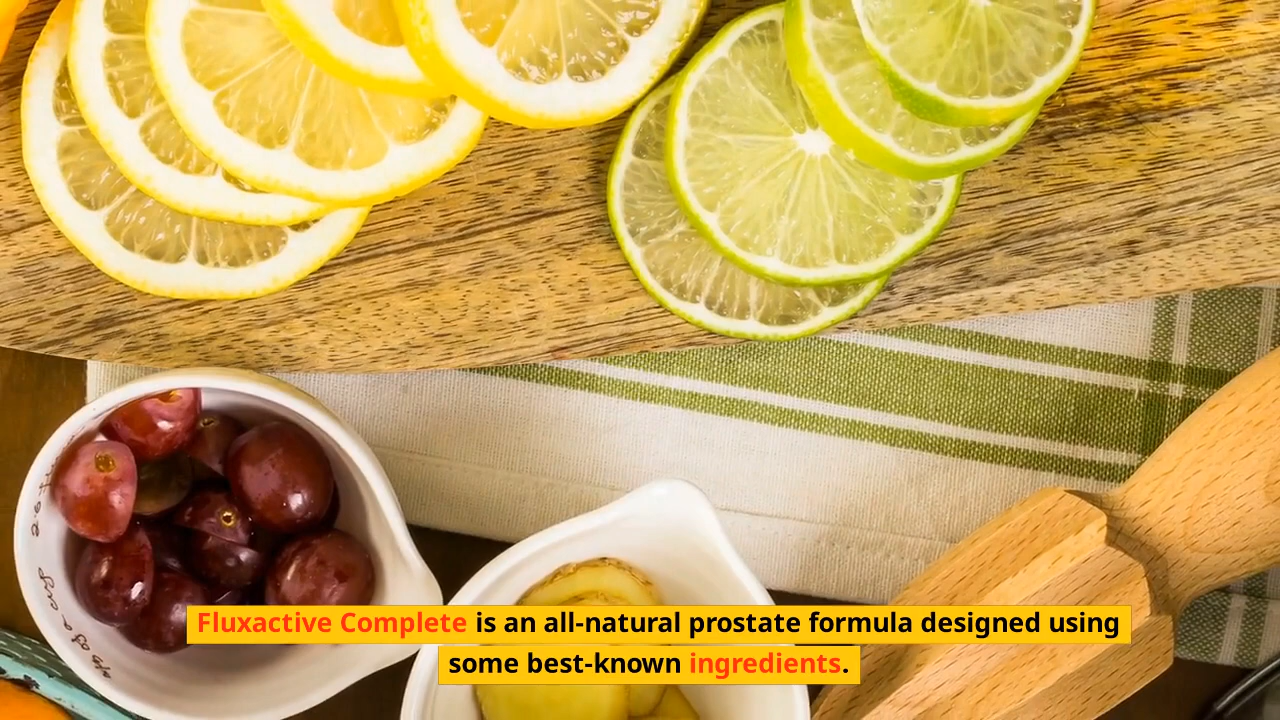 Fluxactive Complete is an all-natural prostate formula designed using
some best-known ingredients.